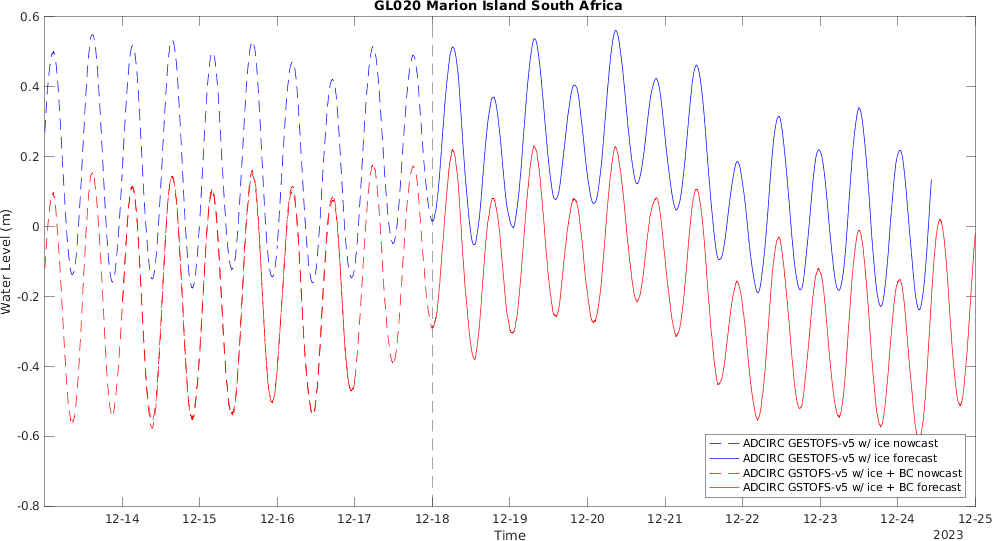 GL020 Marion Island South Africa
0.6
0.4
0.2
0
-0.2
-0.4
-0.6
-0.8
Water Level (m)
ADCIRC GESTOFS-v5 w/ ice nowcast
ADCIRC GESTOFS-v5 w/ ice forecast
ADCIRC GSTOFS-v5 w/ ice + BC nowcast
ADCIRC GSTOFS-v5 w/ ice + BC forecast
12-14 12-15 12-16 12-17 12-18 12-19 12-20 12-21 12-22 12-23 12-24 12-25
Time 2023